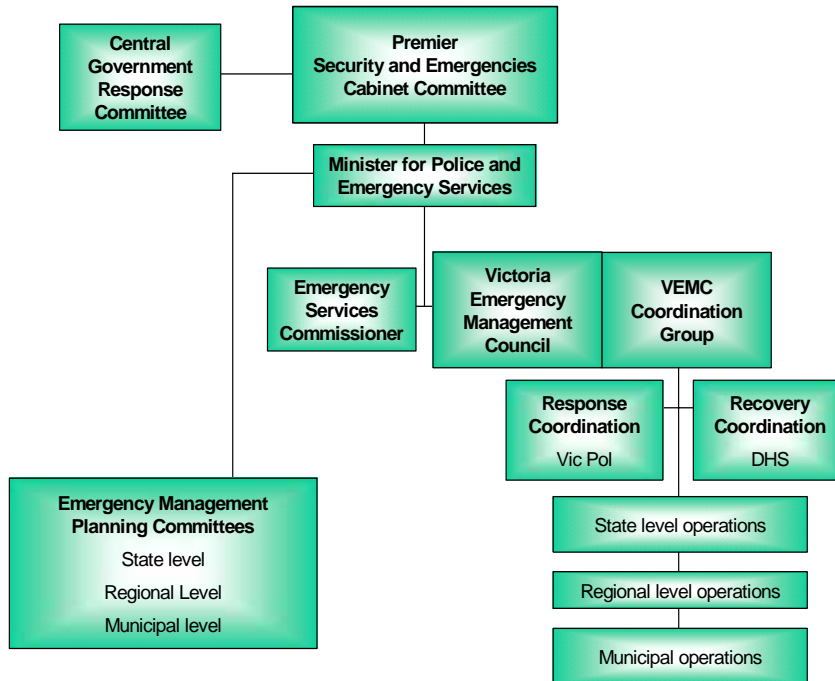 Central
Government
Response
Committee
Premier
Security and Emergencies
Cabinet Committee
Minister for Police and
Emergency Services
Emergency
Services
Commissioner
Victoria
Emergency
Management
Council
VEMC
Coordination
Group
Response
Coordination
Vic Pol
Recovery
Coordination
DHS
Emergency Management
Planning Committees
State level
Regional Level
Municipal level
State level operations
Regional level operations
Municipal operations